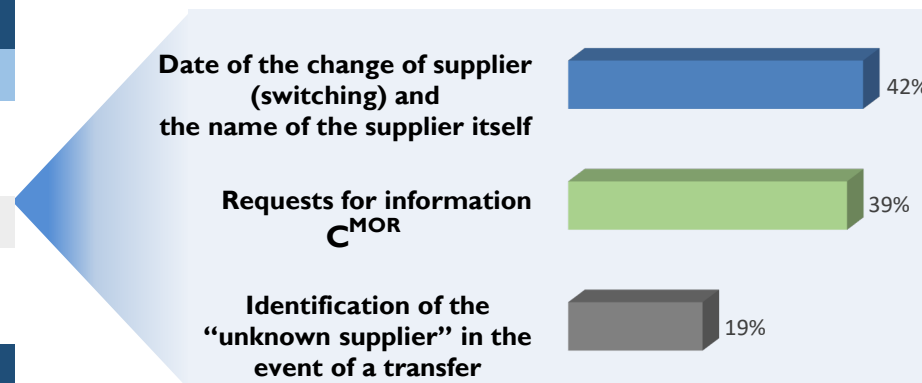 Date of the change of supplier
(switching) and
the name of the supplier itself
42%
Requests for information
C^MOR
39%
Identification of the
“unknown supplier” in the
event of a transfer
19%